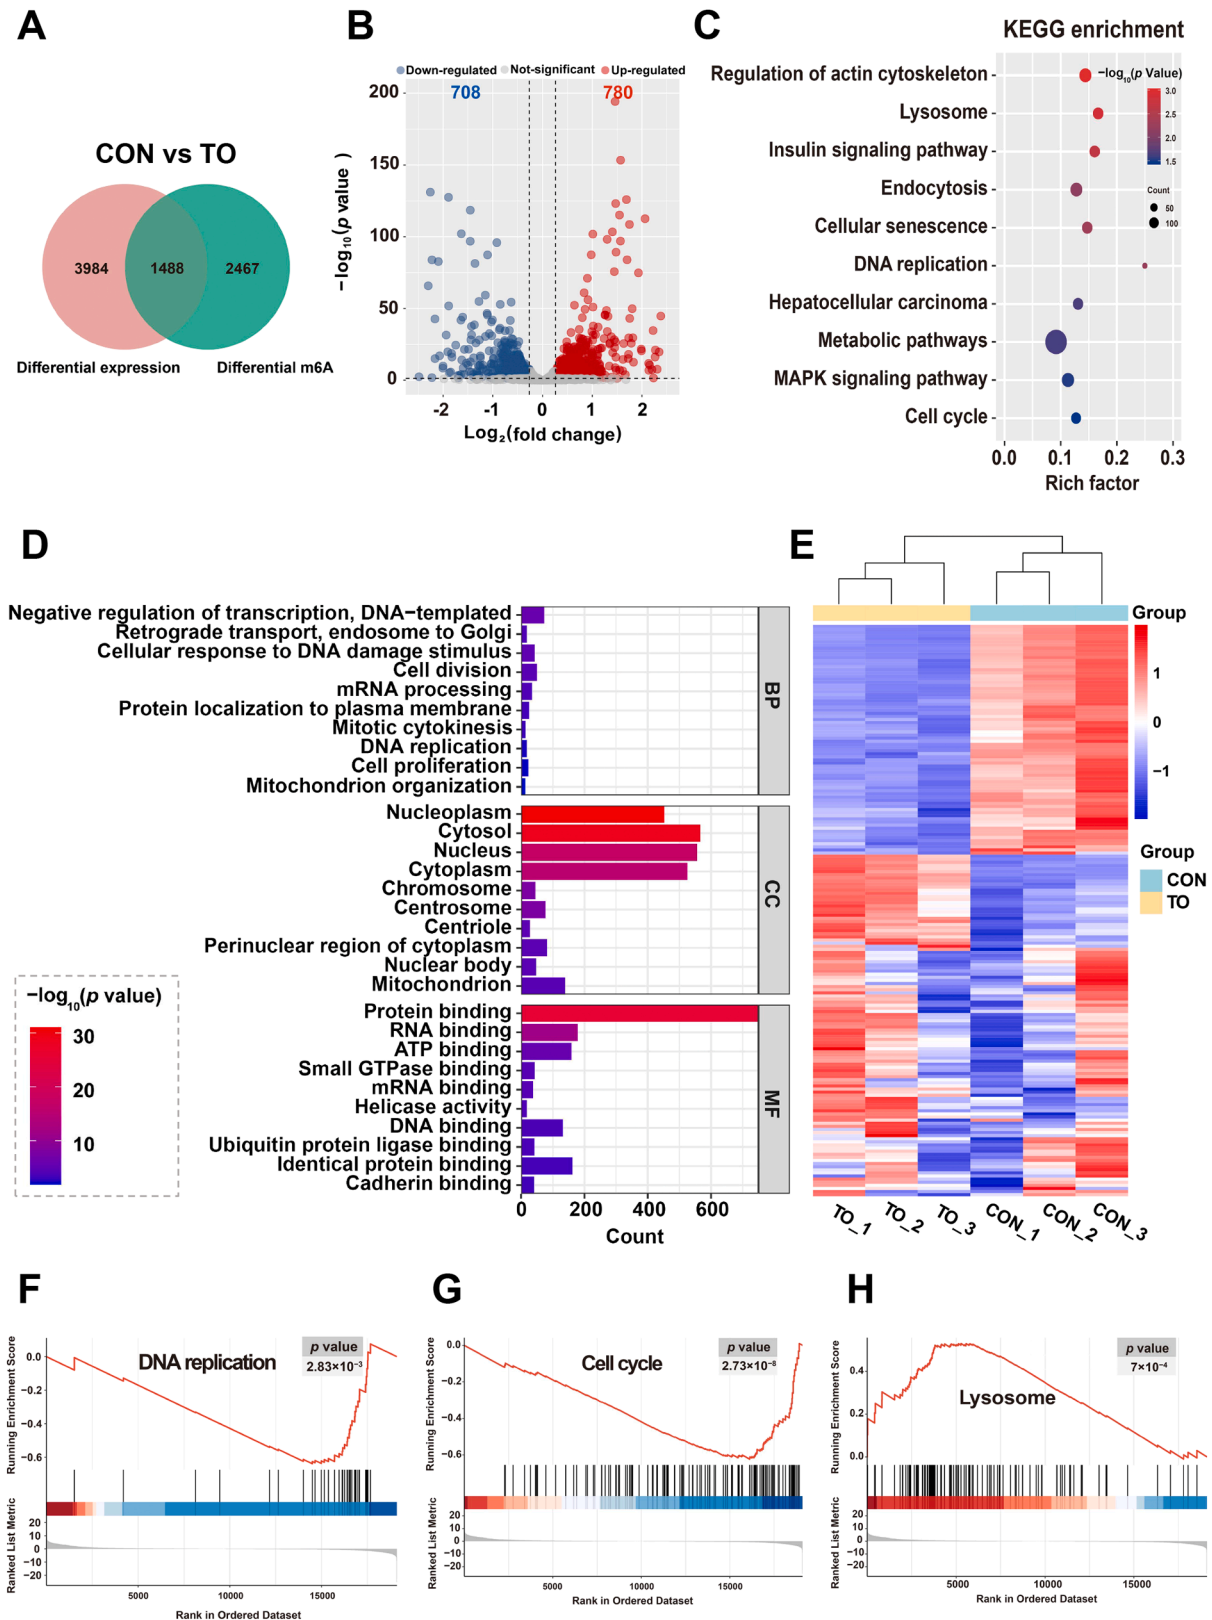 A
CON vs TO
3984
1488
2467
Differential expression
Differential m6A
B
Down-regulated Not-significant Up-regulated
708
780
200
150
100
50
0
−log10(p value )
-2 -1 0 1 2
Log2(fold change)
C
KEGG enrichment
Regulation of actin cytoskeleton
Lysosome
Insulin signaling pathway
Endocytosis
Cellular senescence
DNA replication
Hepatocellular carcinoma
Metabolic pathways
MAPK signaling pathway
Cell cycle
−log10(p Value)
3.0
2.5
2.0
1.5
Count
50
100
0.0 0.1 0.2 0.3
Rich factor
D
Negative regulation of transcription, DNA−templated
Retrograde transport, endosome to Golgi
Cellular response to DNA damage stimulus
Cell division
mRNA processing
Protein localization to plasma membrane
Mitotic cytokinesis
DNA replication
Cell proliferation
Mitochondrion organization
BP
Nucleoplasm
Cytosol
Nucleus
Cytoplasm
Chromosome
Centrosome
Centriole
Perinuclear region of cytoplasm
Nuclear body
Mitochondrion
CC
Protein binding
RNA binding
ATP binding
Small GTPase binding
mRNA binding
Helicase activity
DNA binding
Ubiquitin protein ligase binding
Identical protein binding
Cadherin binding
MF
0 200 400 600
Count
−log10(p value)
30
20
10
E
Group
1
0
−1
Group
CON
TO
TO_1 TO_2 TO_3 CON_1 CON_2 CON_3
F
Running Enrichment Score
0.0
−0.2
−0.4
−0.6
DNA replication
p value
2.83×10−3
Ranked List Metric
20
10
0
−10
−20
5000 10000 15000
Rank in Ordered Dataset
G
Running Enrichment Score
0.0
−0.2
−0.4
−0.6
Cell cycle
p value
2.73×10−8
Ranked List Metric
20
10
0
−10
−20
5000 10000 15000
Rank in Ordered Dataset
H
Running Enrichment Score
0.4
0.2
0.0
Lysosome
p value
7×10−4
Ranked List Metric
20
10
0
−10
−20
5000 10000 15000
Rank in Ordered Dataset